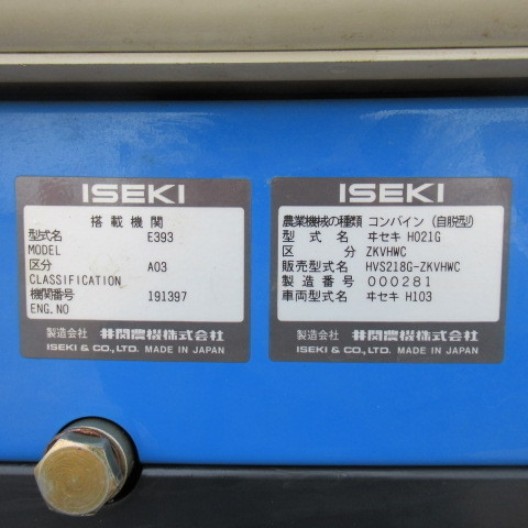 ISEKI
搭載機関
型式名 E393
MODEL
区分 A03
CLASSIFICATION
機関番号 191397
ENG.NO
製造会社 井関農機株式会社
ISEKI & CO., LTD. MADE IN JAPAN
ISEKI
農業機械の種類 コンバイン (自脱型)
型式名 ヰセキ HO21G
区分 ZKVHWC
販売型式名 HVS218G-ZKVHWC
製造番号 000281
車両型式名 ヰセキ H103
製造会社 井関農機株式会社
ISEKI & CO., LTD. MADE IN JAPAN